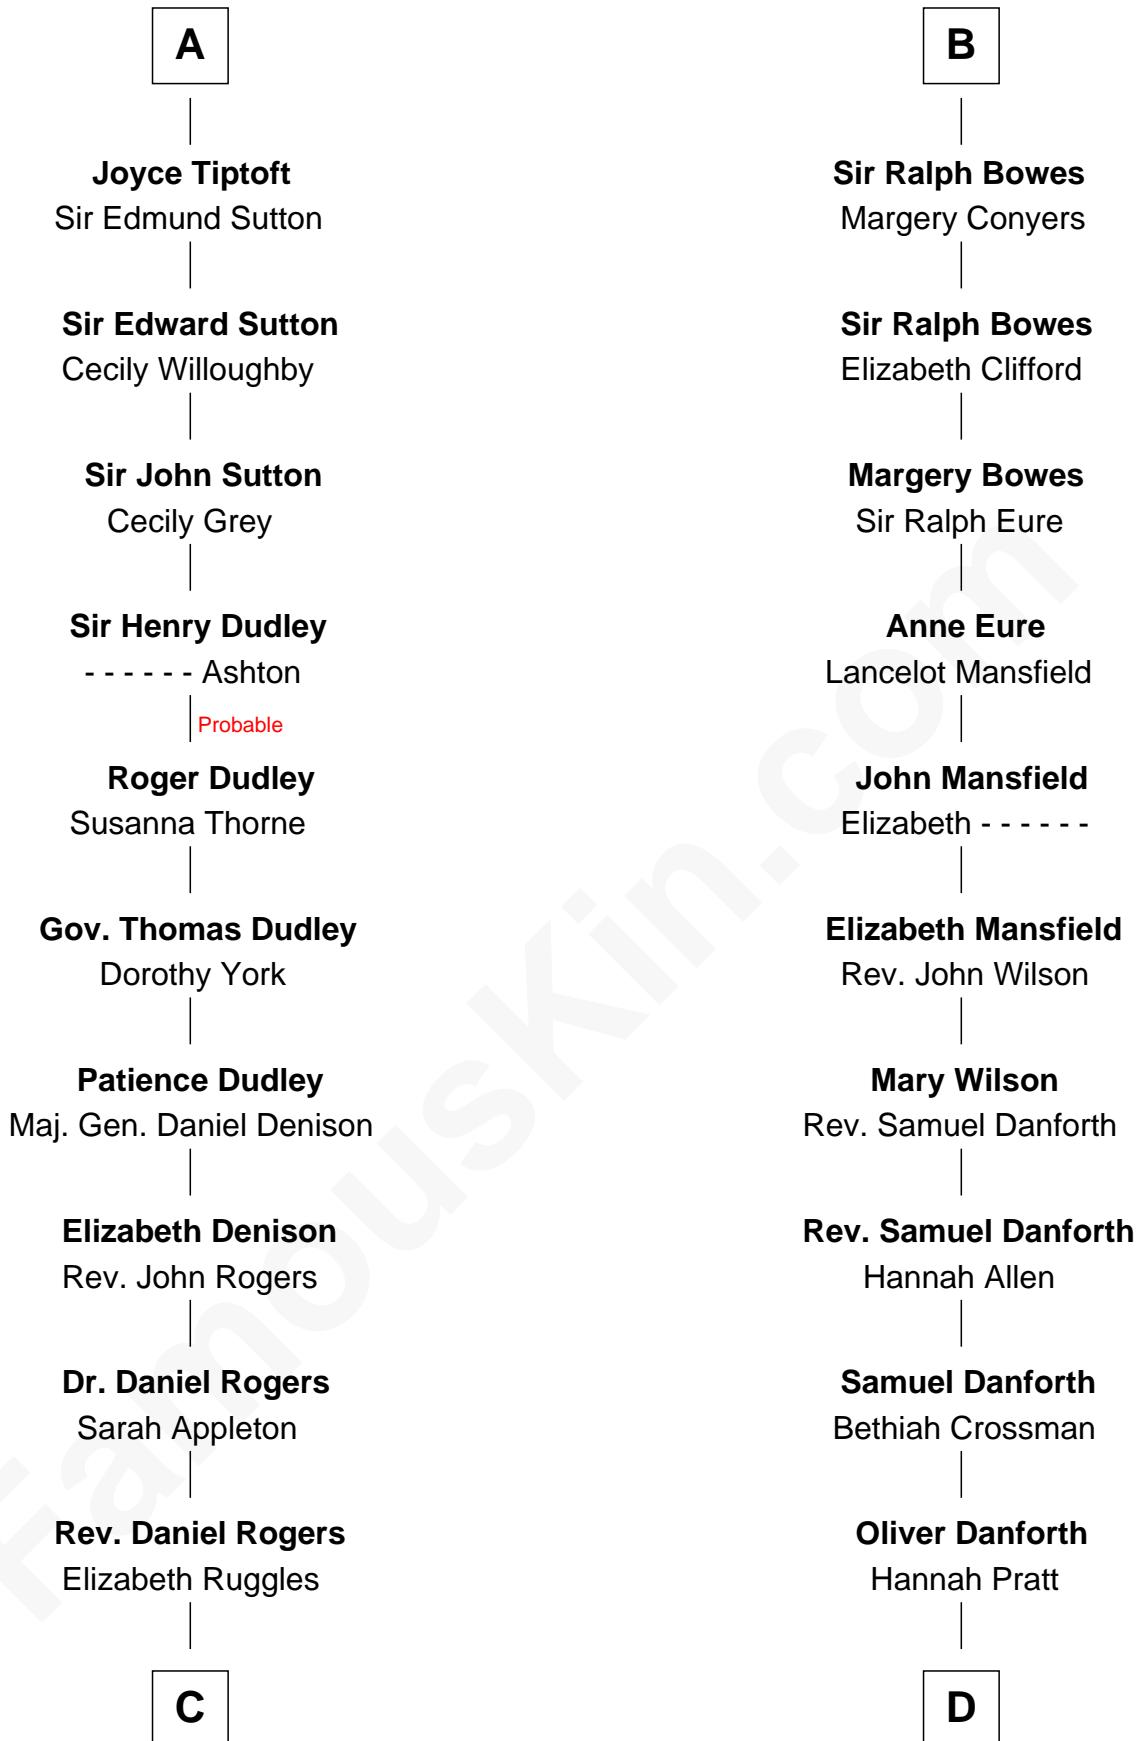 A
Joyce Tiptoft
Sir Edmund Sutton
Sir Edward Sutton
Cecily Willoughby
Sir John Sutton
Cecily Grey
Sir Henry Dudley
- - - - - - Ashton
Probable
Roger Dudley
Susanna Thorne
Gov. Thomas Dudley
Dorothy York
Patience Dudley
Maj. Gen. Daniel Denison
Elizabeth Denison
Rev. John Rogers
Dr. Daniel Rogers
Sarah Appleton
Rev. Daniel Rogers
Elizabeth Ruggles
C
B
Sir Ralph Bowes
Margery Conyers
Sir Ralph Bowes
Elizabeth Clifford
Margery Bowes
Sir Ralph Eure
Anne Eure
Lancelot Mansfield
John Mansfield
Elizabeth - - - - - -
Elizabeth Mansfield
Rev. John Wilson
Mary Wilson
Rev. Samuel Danforth
Rev. Samuel Danforth
Hannah Allen
Samuel Danforth
Bethiah Crossman
Oliver Danforth
Hannah Pratt
D
FamousKin.com